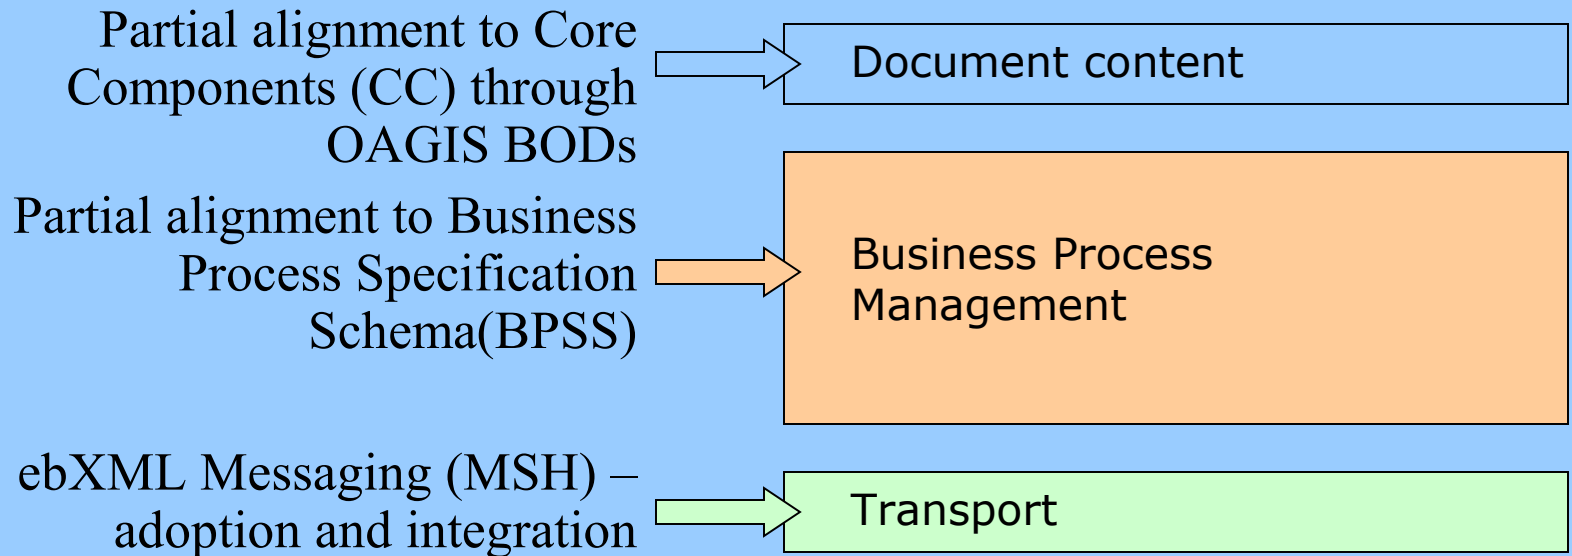 Partial alignment to Core
Components (CC) through
OAGIS BODs
Document content
Partial alignment to Business
Process Specification
Schema(BPSS)
Business Process
Management
ebXML Messaging (MSH) –
adoption and integration
Transport